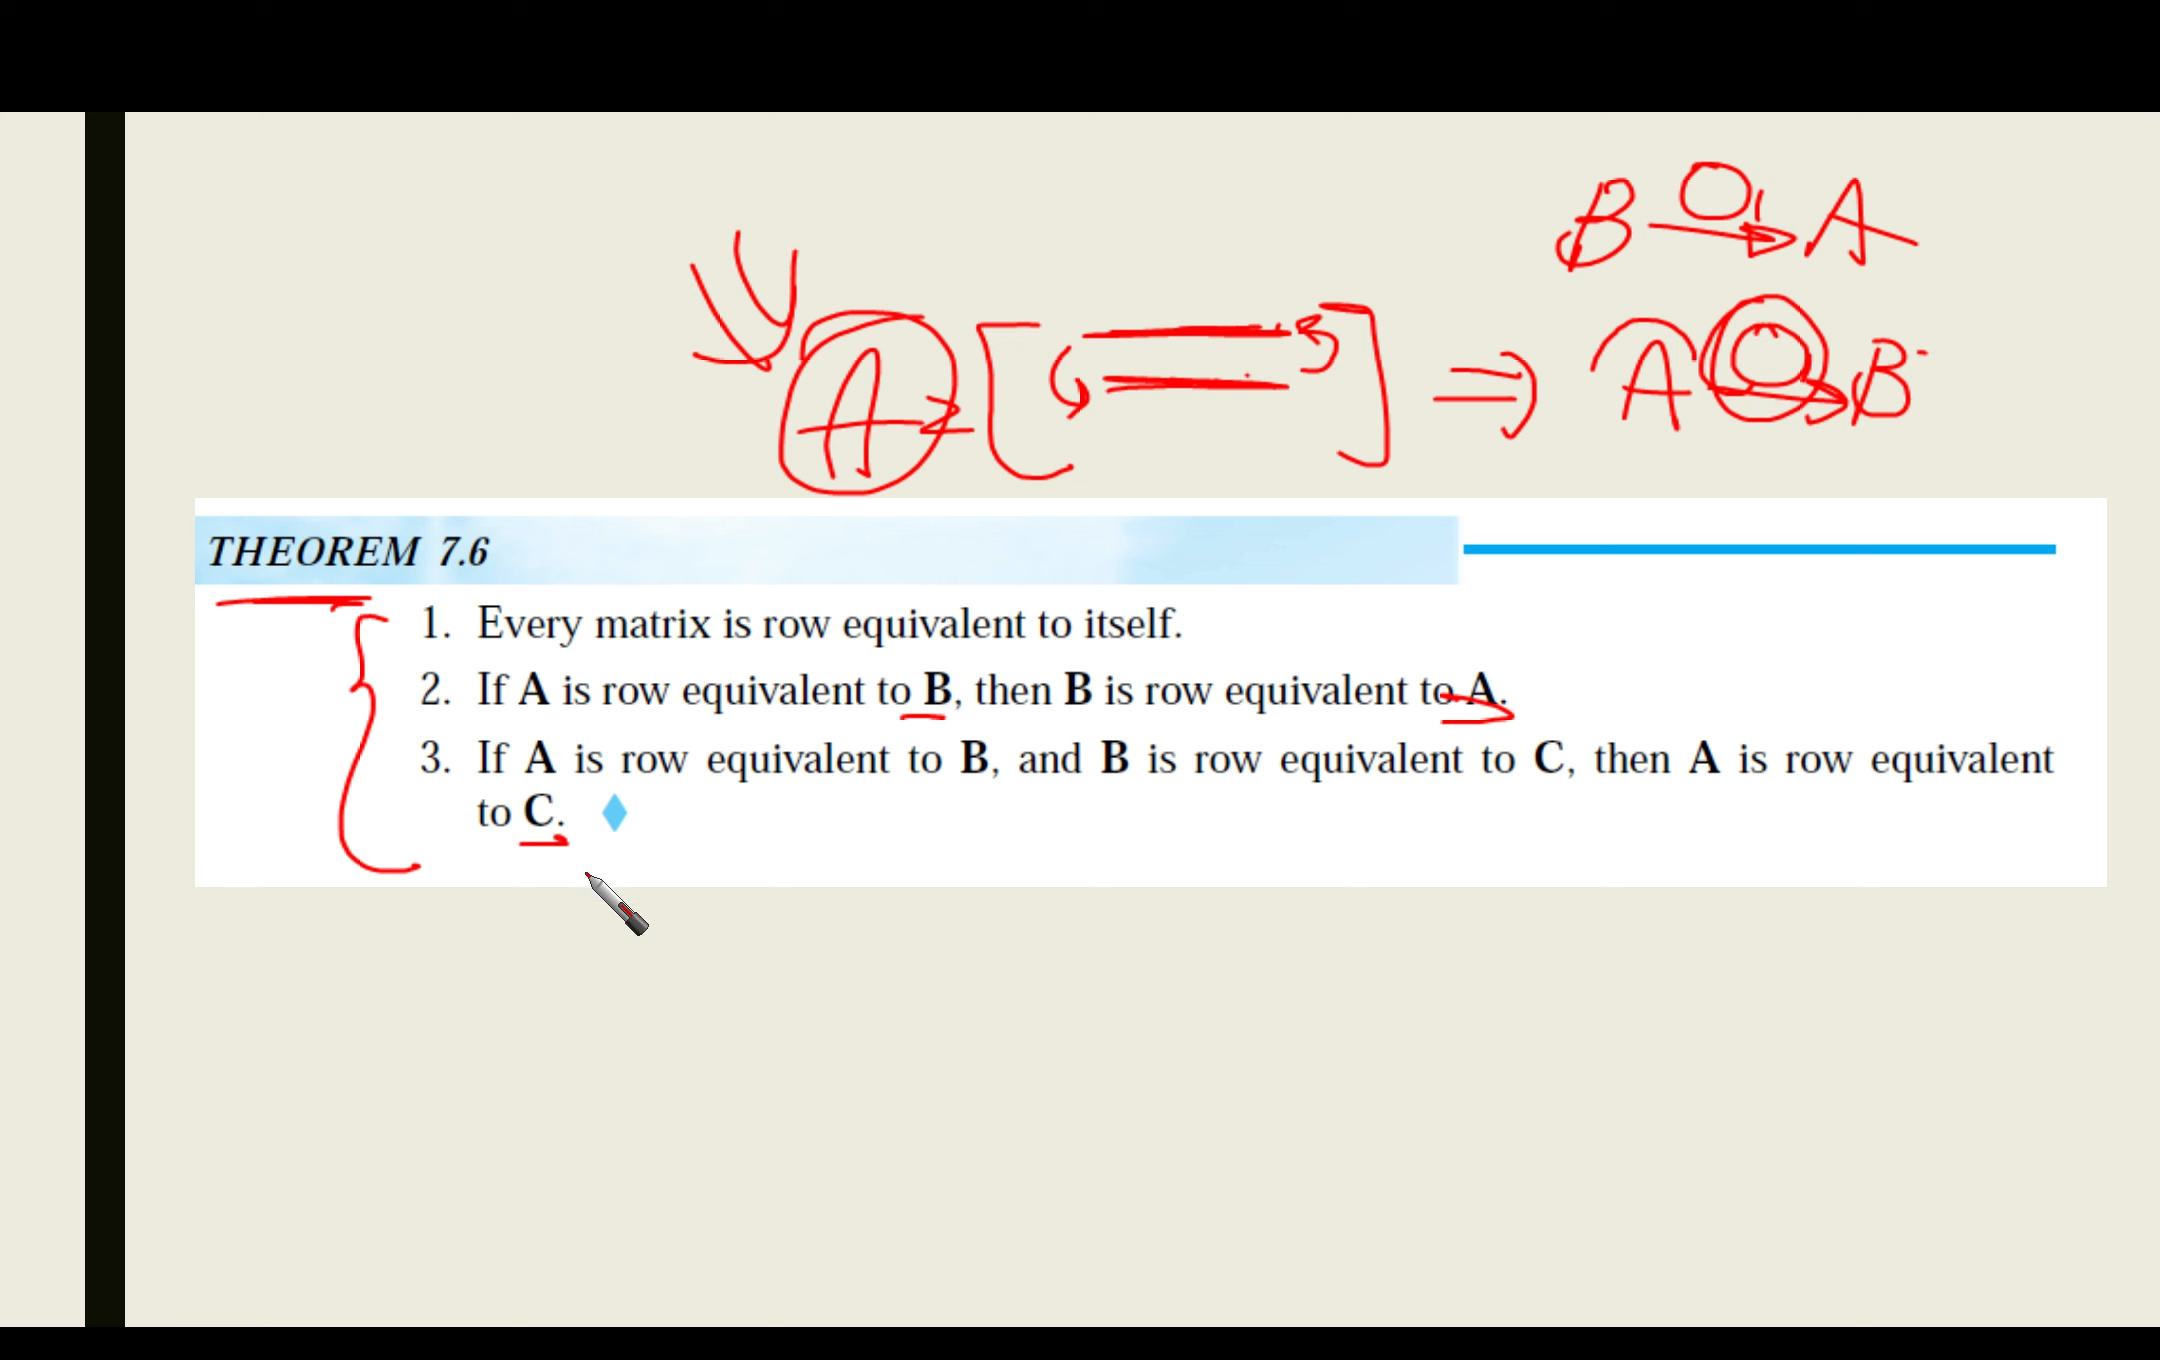 B O A
A = [ ] ⇒ A O B
THEOREM 7.6
1. Every matrix is row equivalent to itself.
2. If A is row equivalent to B, then B is row equivalent to A.
3. If A is row equivalent to B, and B is row equivalent to C, then A is row equivalent
to C.